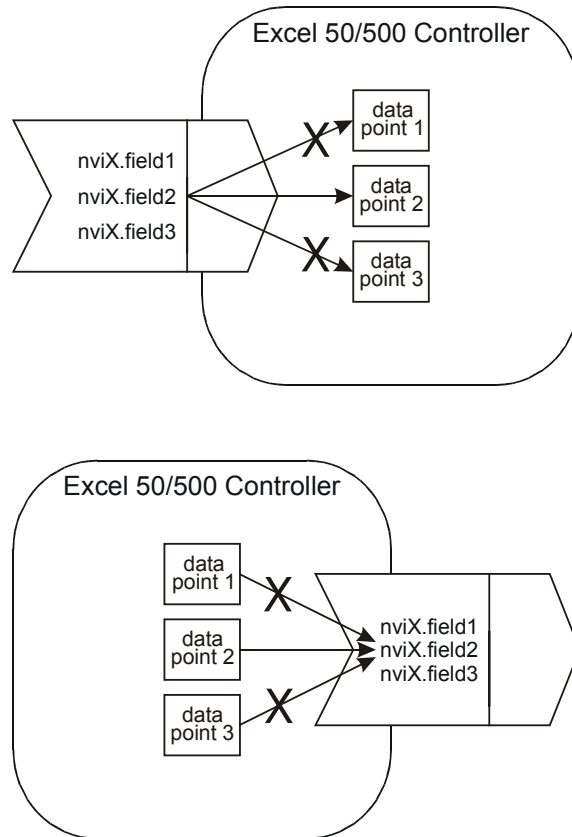 Excel 50/500 Controller
nviX.field1
nviX.field2
nviX.field3
data
point 1
data
point 2
data
point 3
X
X
Excel 50/500 Controller
data
point 1
data
point 2
data
point 3
nviX.field1
nviX.field2
nviX.field3
X
X